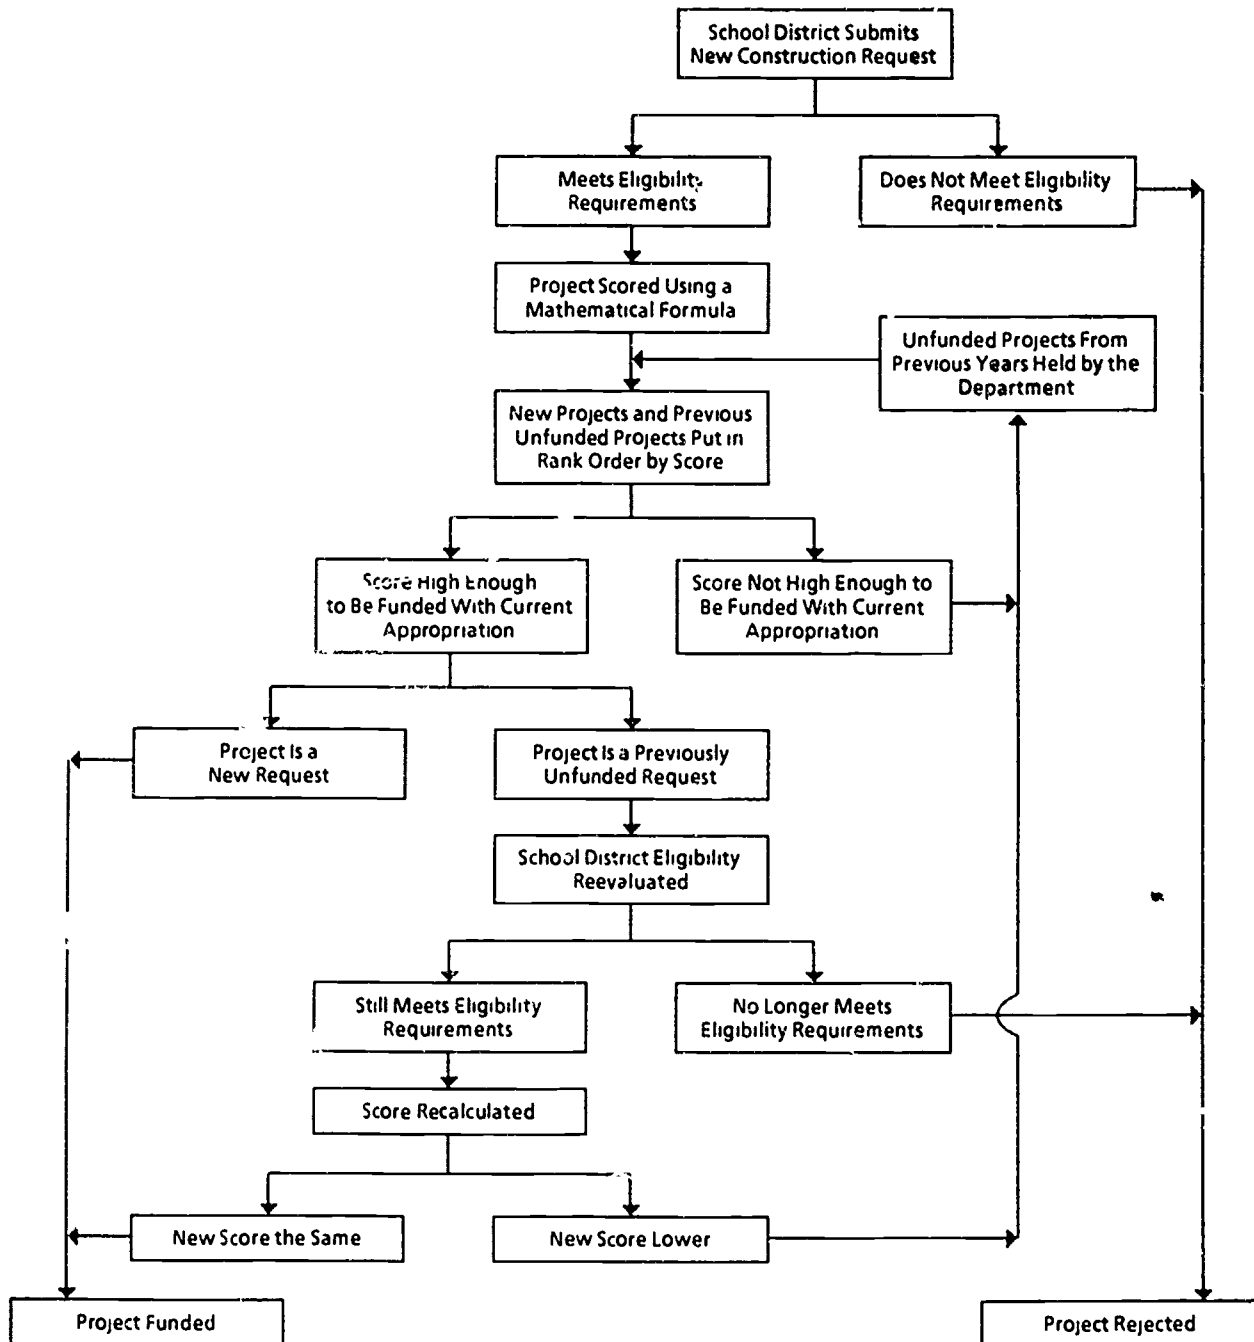 School District Submits
New Construction Request
Meets Eligibility
Requirements
Does Not Meet Eligibility
Requirements
Project Scored Using a
Mathematical Formula
Unfunded Projects From
Previous Years Held by the
Department
New Projects and Previous
Unfunded Projects Put in
Rank Order by Score
Score High Enough
to Be Funded With Current
Appropriation
Score Not High Enough to
Be Funded With Current
Appropriation
Project Is a
New Request
Project Is a Previously
Unfunded Request
School District Eligibility
Reevaluated
Still Meets Eligibility
Requirements
No Longer Meets
Eligibility Requirements
Score Recalculated
New Score the Same
New Score Lower
Project Funded
Project Rejected